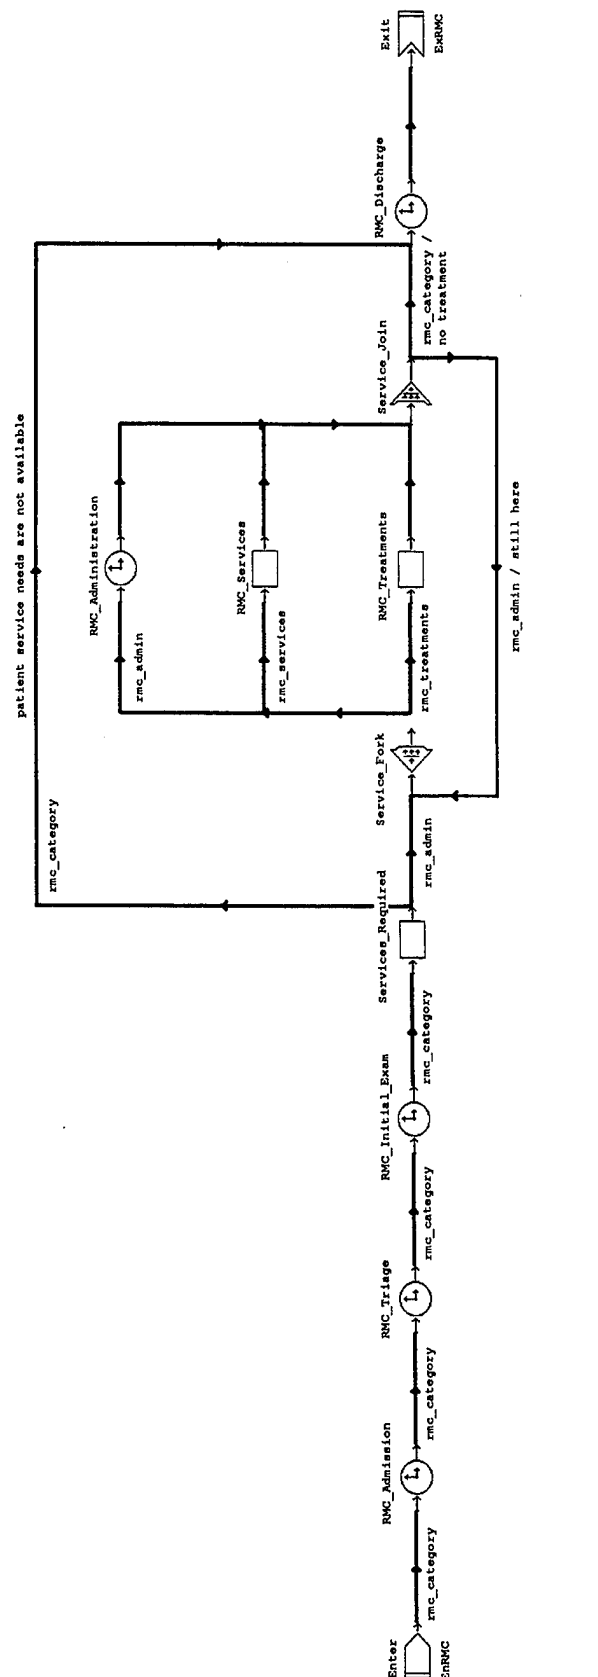 Enter
EnRMC
rmc_category
RMC_Admission
rmc_category
RMC_Triage
rmc_category
RMC_Initial_Exam
rmc_category
Services_Required
rmc_category
patient service needs are not available
rmc_admin
Service_Fork
rmc_admin
RMC_Administration
rmc_services
RMC_Services
rmc_treatments
RMC_Treatments
Service_Join
rmc_admin / still here
rmc_category /
no treatment
RMC_Discharge
Exit
ExRMC